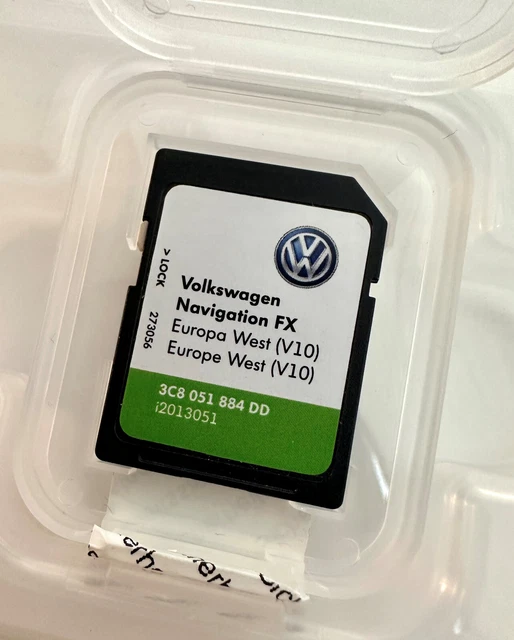 > LOCK
273056
Volkswagen
Navigation FX
Europa West (V10)
Europe West (V10)
3C8 051 884 DD
i2013051